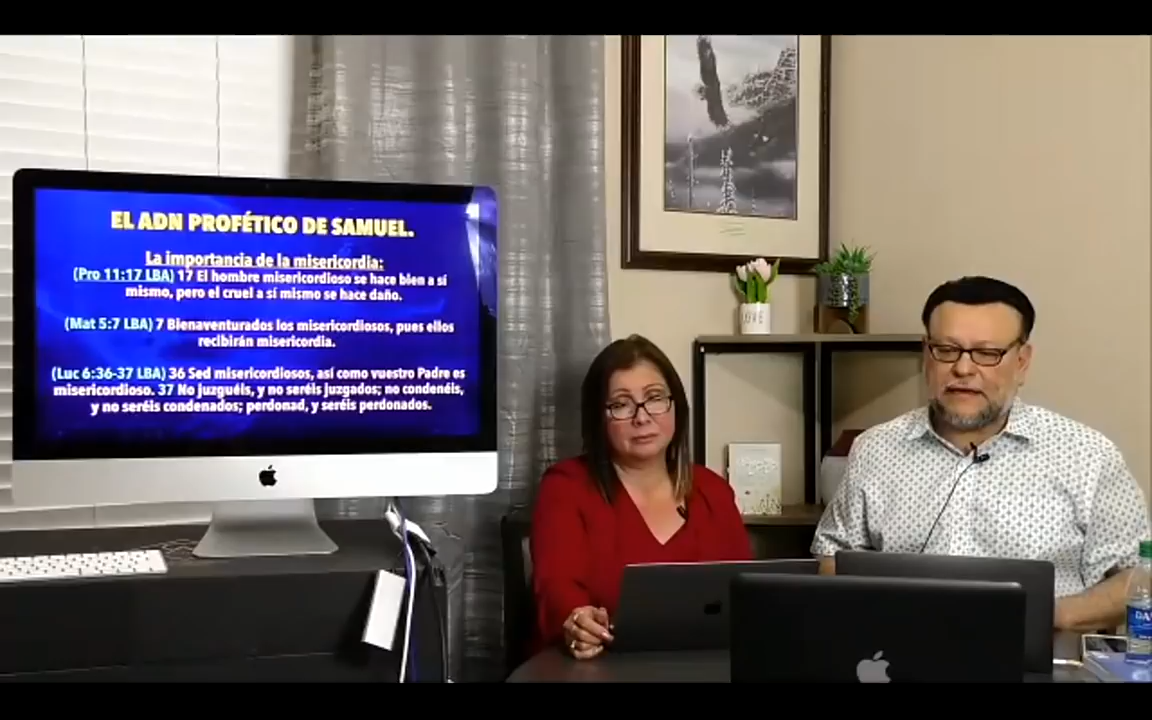 EL ADN PROFÉTICO DE SAMUEL.
La importancia de la misericordia:
(Pro 11:17 LBA) 17 El hombre misericordioso se hace bien a sí
mismo, pero el cruel a sí mismo se hace daño.
(Mat 5:7 LBA) 7 Bienaventurados los misericordiosos, pues ellos
recibirán misericordia.
(Luc 6:36-37 LBA) 36 Sed misericordiosos, así como vuestro Padre es
misericordioso. 37 No juzguéis, y no seréis juzgados; no condenéis,
y no seréis condenados; perdonad, y seréis perdonados.